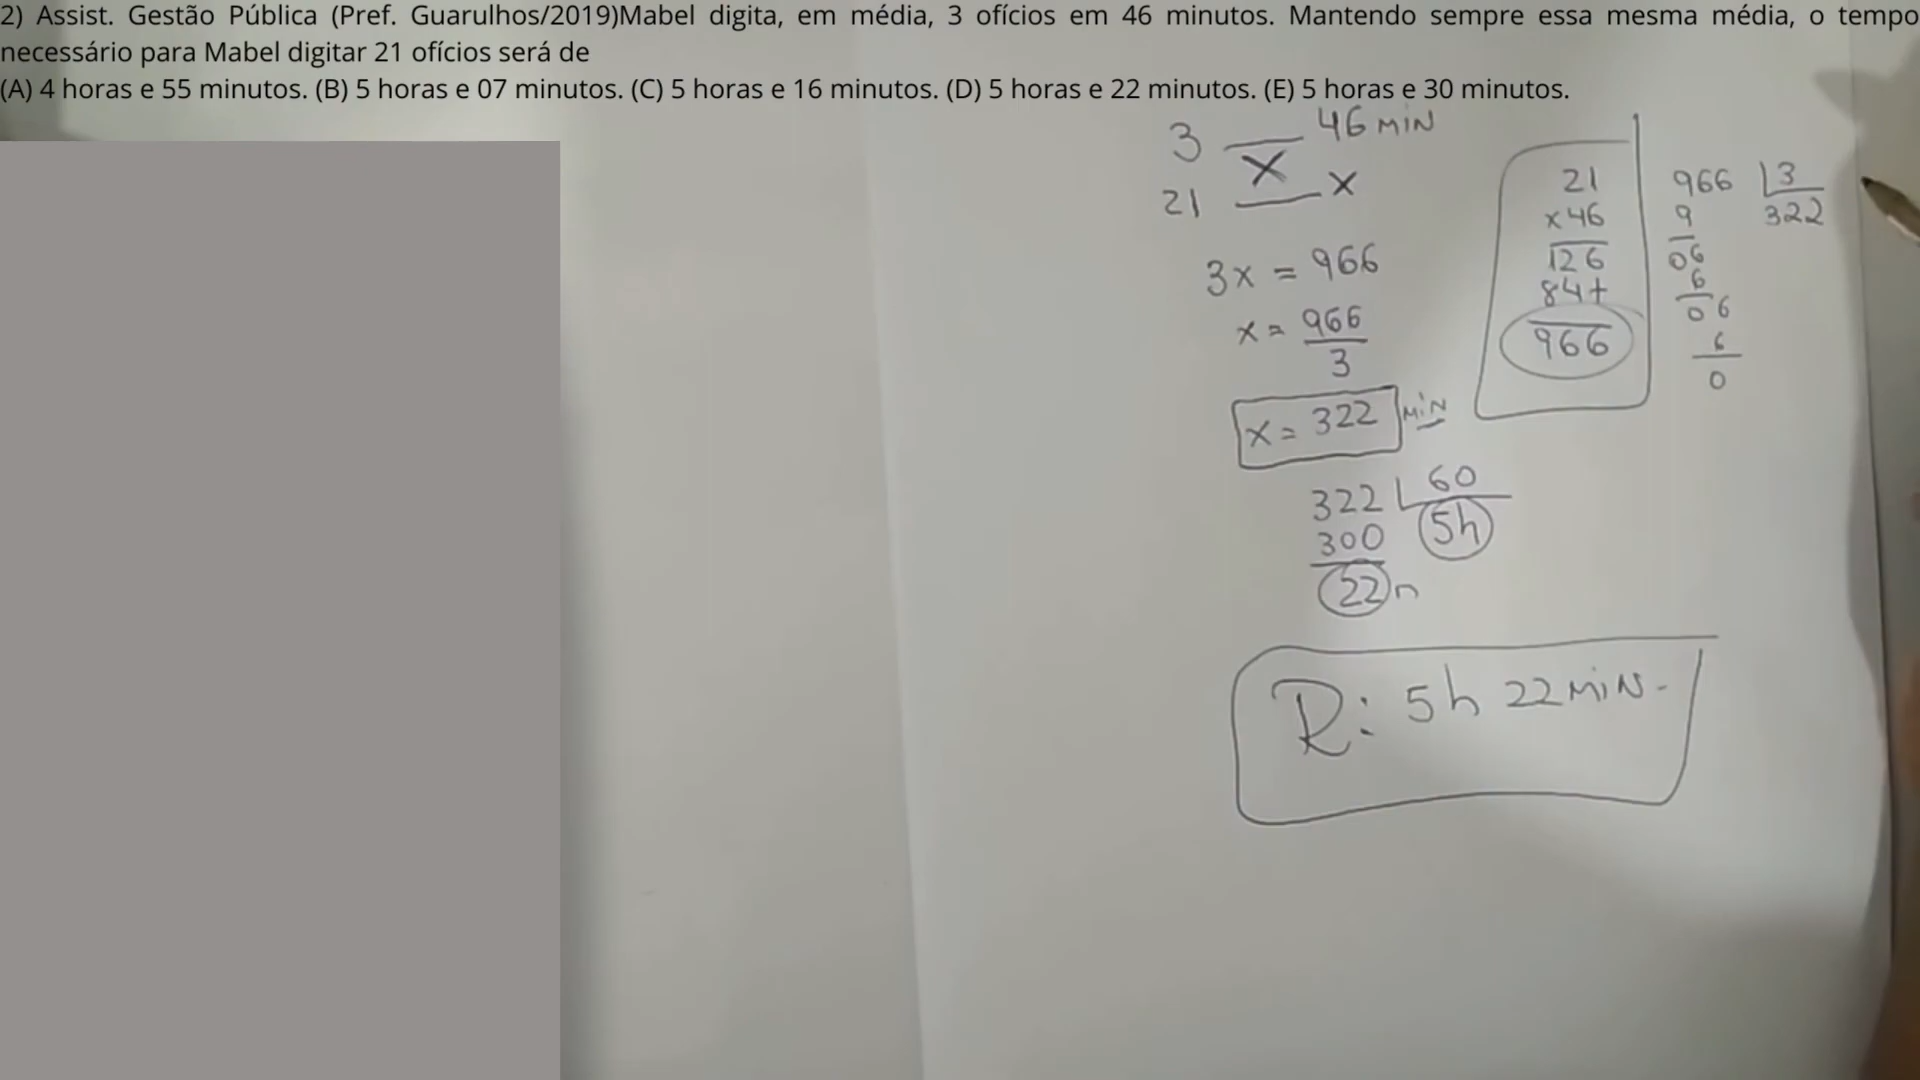 2) Assist. Gestão Pública (Pref. Guarulhos/2019)Mabel digita, em média, 3 ofícios em 46 minutos. Mantendo sempre essa mesma média, o tempo
necessário para Mabel digitar 21 ofícios será de
(A) 4 horas e 55 minutos. (B) 5 horas e 07 minutos. (C) 5 horas e 16 minutos. (D) 5 horas e 22 minutos. (E) 5 horas e 30 minutos.
3 46 MIN
X
21 X
3x = 966
x = 966
3
x = 322 MIN
322 60
300 5h
22 n
R: 5h 22 MIN.
21
x46
126
84+
966
966 3
9 322
06
6
06
6
0